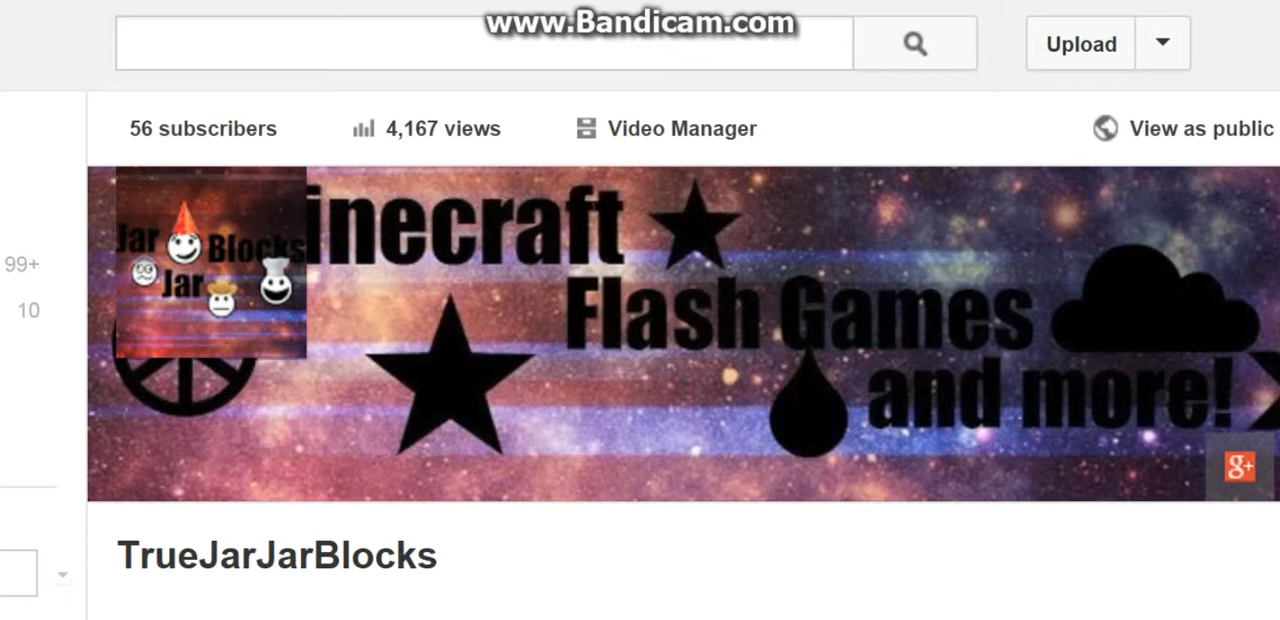 www.Bandicam.com
Upload
56 subscribers
4,167 views
Video Manager
View as public
inecraft
Jar Blocks
Jar
Flash Games
and more!
99+
10
g+
TrueJarJarBlocks